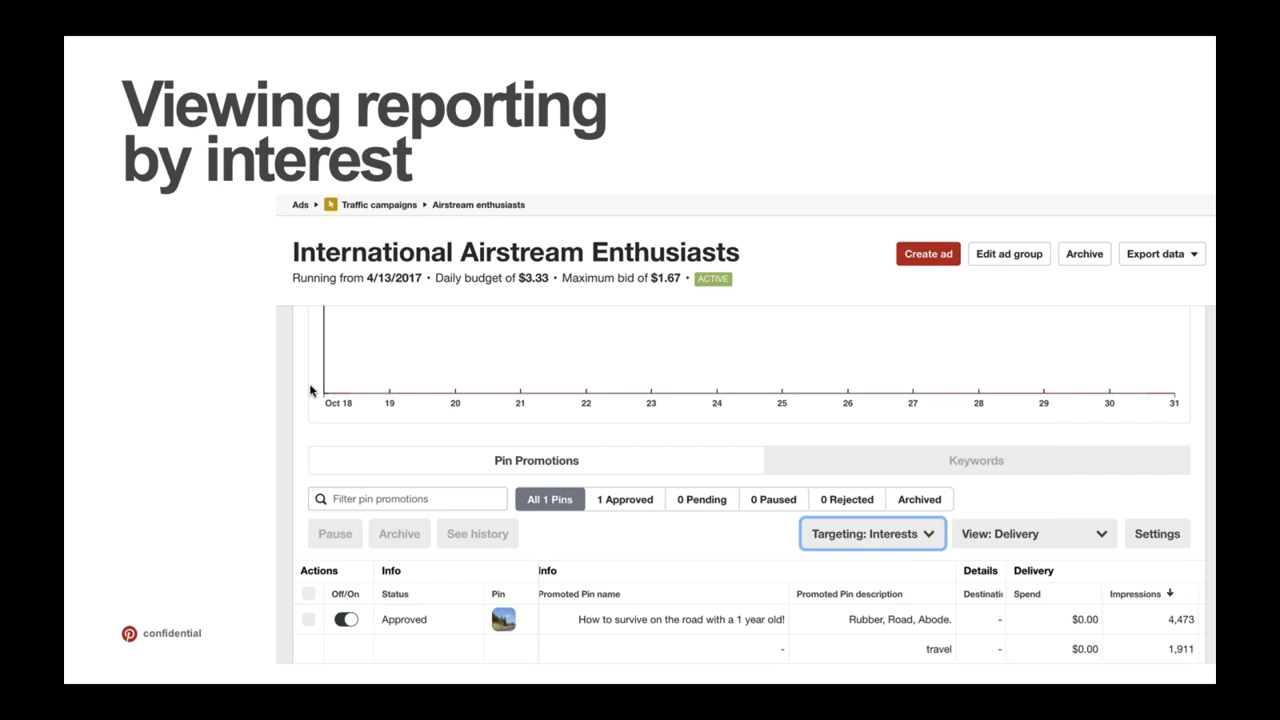 Viewing reporting
by interest
Ads ▸ Traffic campaigns ▸ Airstream enthusiasts
International Airstream Enthusiasts
Running from 4/13/2017 • Daily budget of $3.33 • Maximum bid of $1.67 • ACTIVE
Create ad Edit ad group Archive Export data
Oct 18 19 20 21 22 23 24 25 26 27 28 29 30 31
Pin Promotions Keywords
Filter pin promotions All 1 Pins 1 Approved 0 Pending 0 Paused 0 Rejected Archived
Pause Archive See history Targeting: Interests View: Delivery Settings
Actions Info Info Details Delivery
Off/On Status Pin Promoted Pin name Promoted Pin description Destinatic Spend Impressions
Approved How to survive on the road with a 1 year old! Rubber, Road, Abode. - $0.00 4,473
- travel - $0.00 1,911
confidential